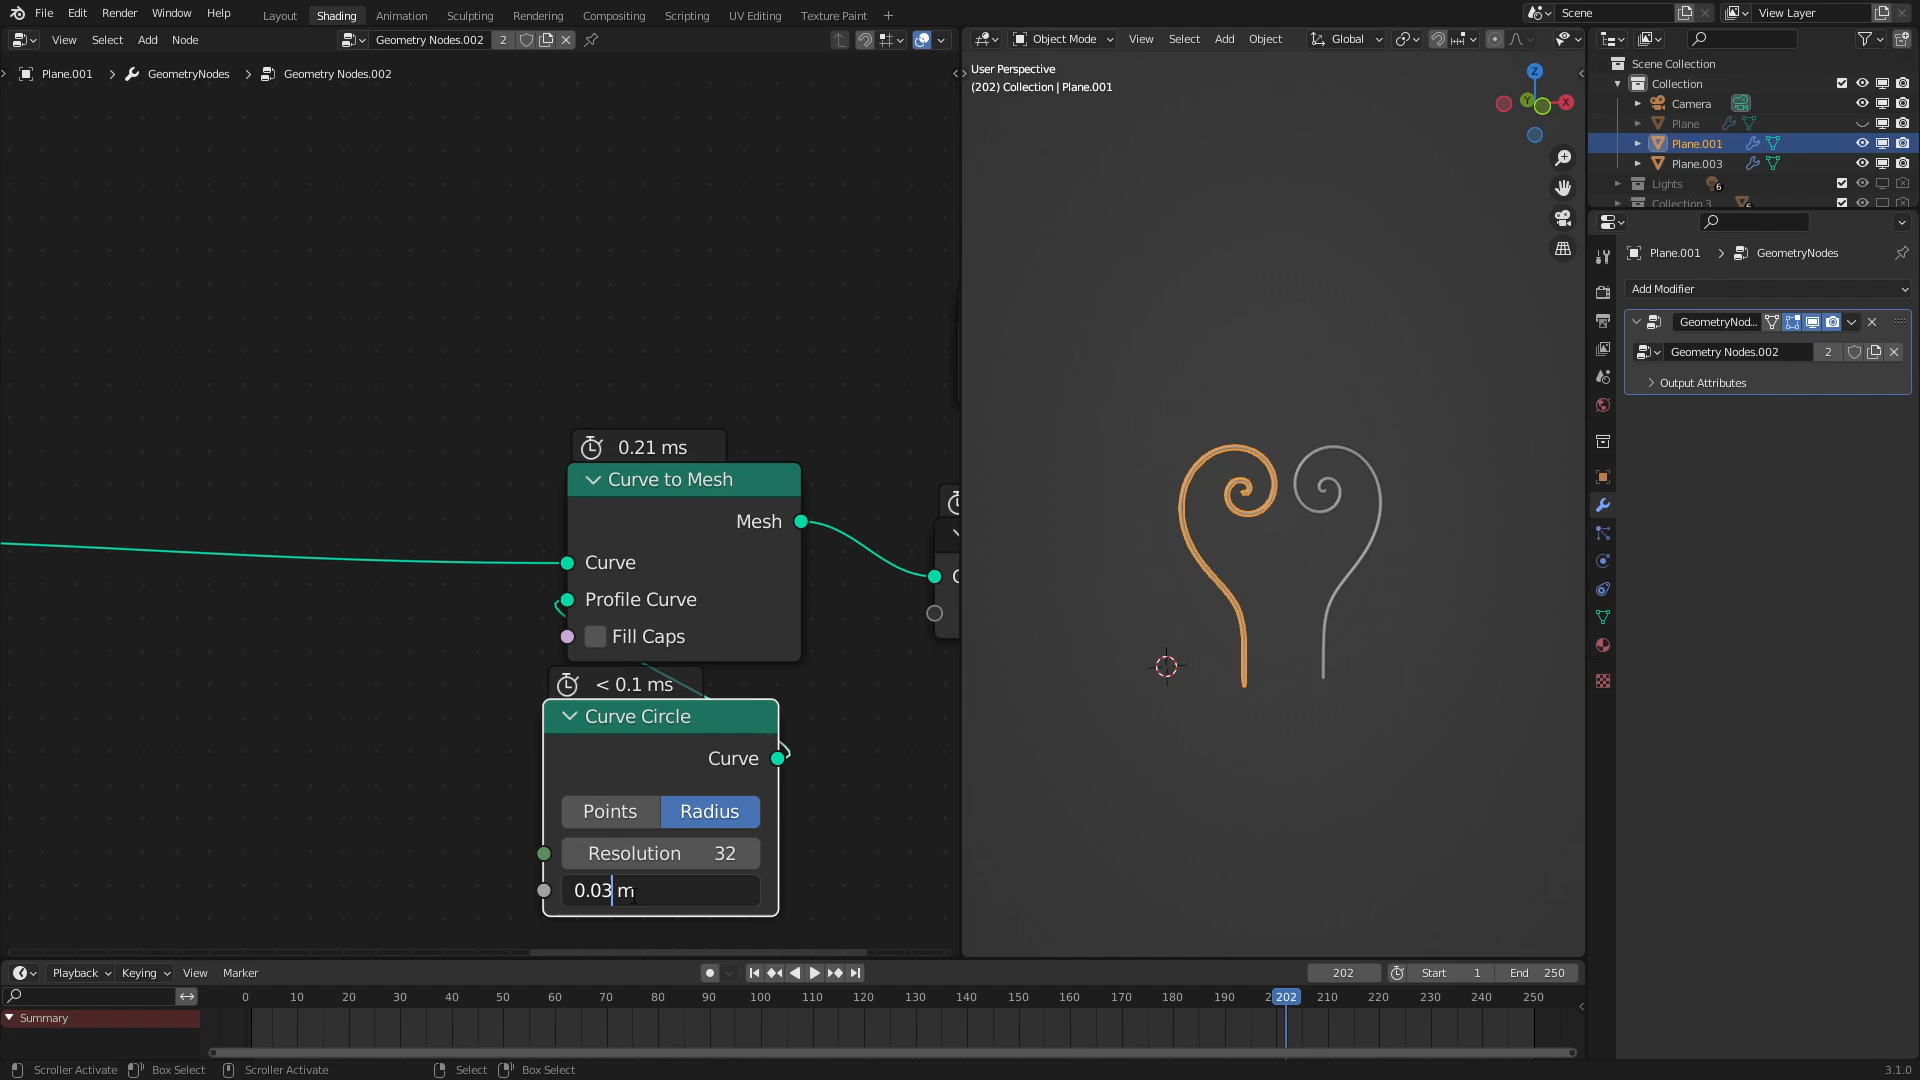 File Edit Render Window Help
Layout Shading Animation Sculpting Rendering Compositing Scripting UV Editing Texture Paint +
Scene
View Layer
View Select Add Node
Geometry Nodes.002 2
Object Mode View Select Add Object
Global
Plane.001 > GeometryNodes > Geometry Nodes.002
User Perspective
(202) Collection | Plane.001
Z
Y
X
Scene Collection
Collection
Camera
Plane
Plane.001
Plane.003
Lights 6
Collection 3
Plane.001 > GeometryNodes
Add Modifier
GeometryNod...
Geometry Nodes.002 2
Output Attributes
0.21 ms
Curve to Mesh
Mesh
Curve
Profile Curve
Fill Caps
< 0.1 ms
Curve Circle
Curve
Points Radius
Resolution 32
0.03 m
Playback Keying View Marker
202 Start 1 End 250
0 10 20 30 40 50 60 70 80 90 100 110 120 130 140 150 160 170 180 190 202 210 220 230 240 250
Summary
Scroller Activate Box Select Scroller Activate Select Box Select
3.1.0